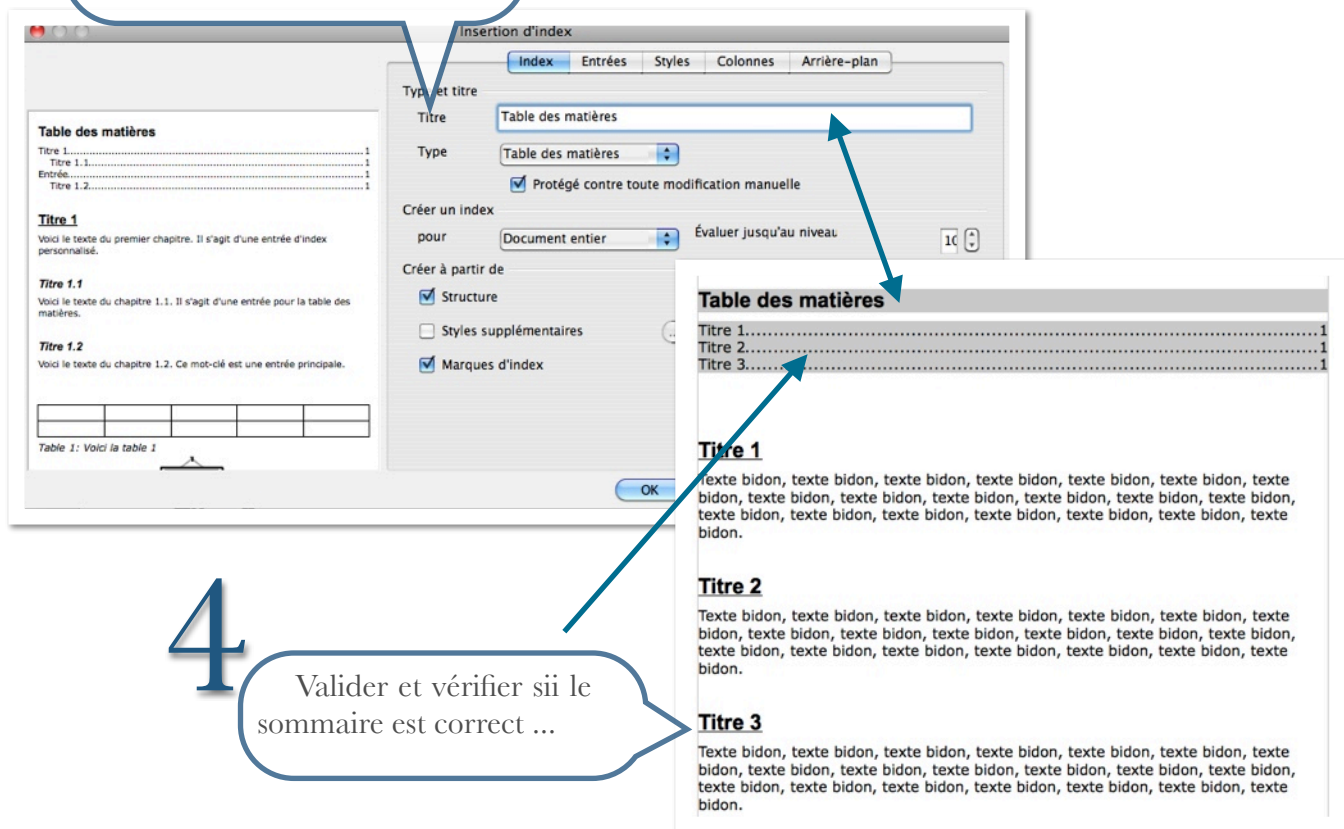 Insertion d'index
Index Entrées Styles Colonnes Arrière-plan
Table des matières
Titre 1 1
Titre 1.1 1
Entrée 1
Titre 1.2 1
Titre 1
Voici le texte du premier chapitre. Il s'agit d'une entrée d'index
personnalisé.
Titre 1.1
Voici le texte du chapitre 1.1. Il s'agit d'une entrée pour la table des
matières.
Titre 1.2
Voici le texte du chapitre 1.2. Ce mot-clé est une entrée principale.
Table 1: Voici la table 1
et titre
Titre Table des matières
Type Table des matières
Protégé contre toute modification manuelle
Créer un index
pour Document entier Évaluer jusqu'au niveau 10
Créer à partir de
Structure
Styles supplémentaires
Marques d'index
OK
Table des matières
Titre 1 1
Titre 2 1
Titre 3 1
Titre 1
Texte bidon, texte bidon, texte bidon, texte bidon, texte bidon, texte bidon, texte
bidon, texte bidon, texte bidon, texte bidon, texte bidon, texte bidon, texte bidon,
texte bidon, texte bidon, texte bidon, texte bidon, texte bidon, texte bidon, texte
bidon.
Titre 2
Texte bidon, texte bidon, texte bidon, texte bidon, texte bidon, texte bidon, texte
bidon, texte bidon, texte bidon, texte bidon, texte bidon, texte bidon, texte bidon,
texte bidon, texte bidon, texte bidon, texte bidon, texte bidon, texte bidon, texte
bidon.
Titre 3
Texte bidon, texte bidon, texte bidon, texte bidon, texte bidon, texte bidon, texte
bidon, texte bidon, texte bidon, texte bidon, texte bidon, texte bidon, texte bidon,
texte bidon, texte bidon, texte bidon, texte bidon, texte bidon, texte bidon, texte
bidon.
4
Valider et vérifier sii le
sommaire est correct ...